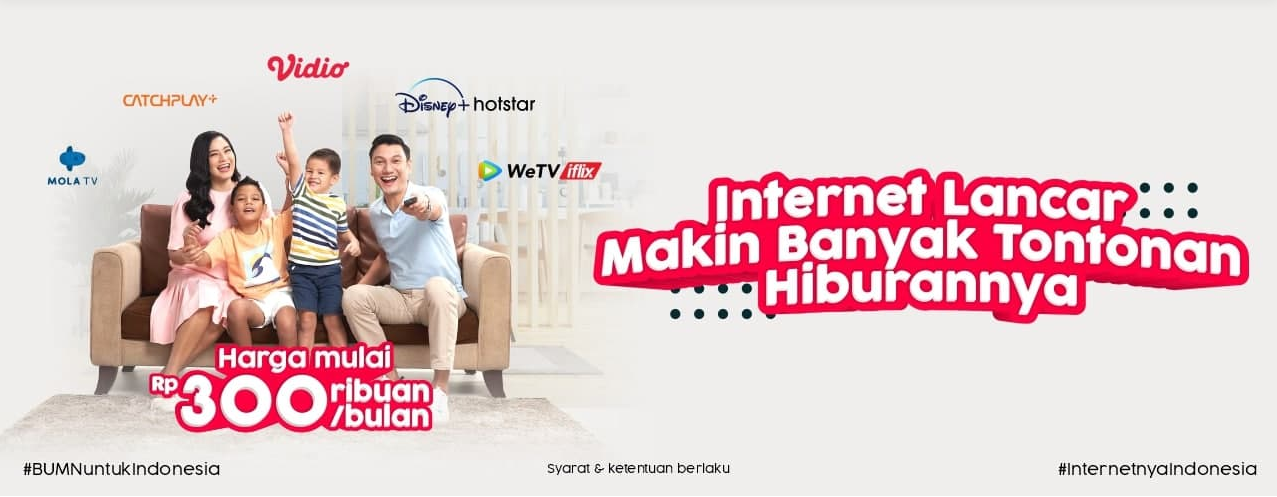 Vidio
CATCHPLAY+
Disney+ hotstar
MOLA TV
WeTV iflix
Internet Lancar
Makin Banyak Tontonan
Hiburannya
Harga mulai
Rp 300 ribuan
/bulan
#BUMNuntukIndonesia
Syarat & ketentuan berlaku
#InternetnyaIndonesia